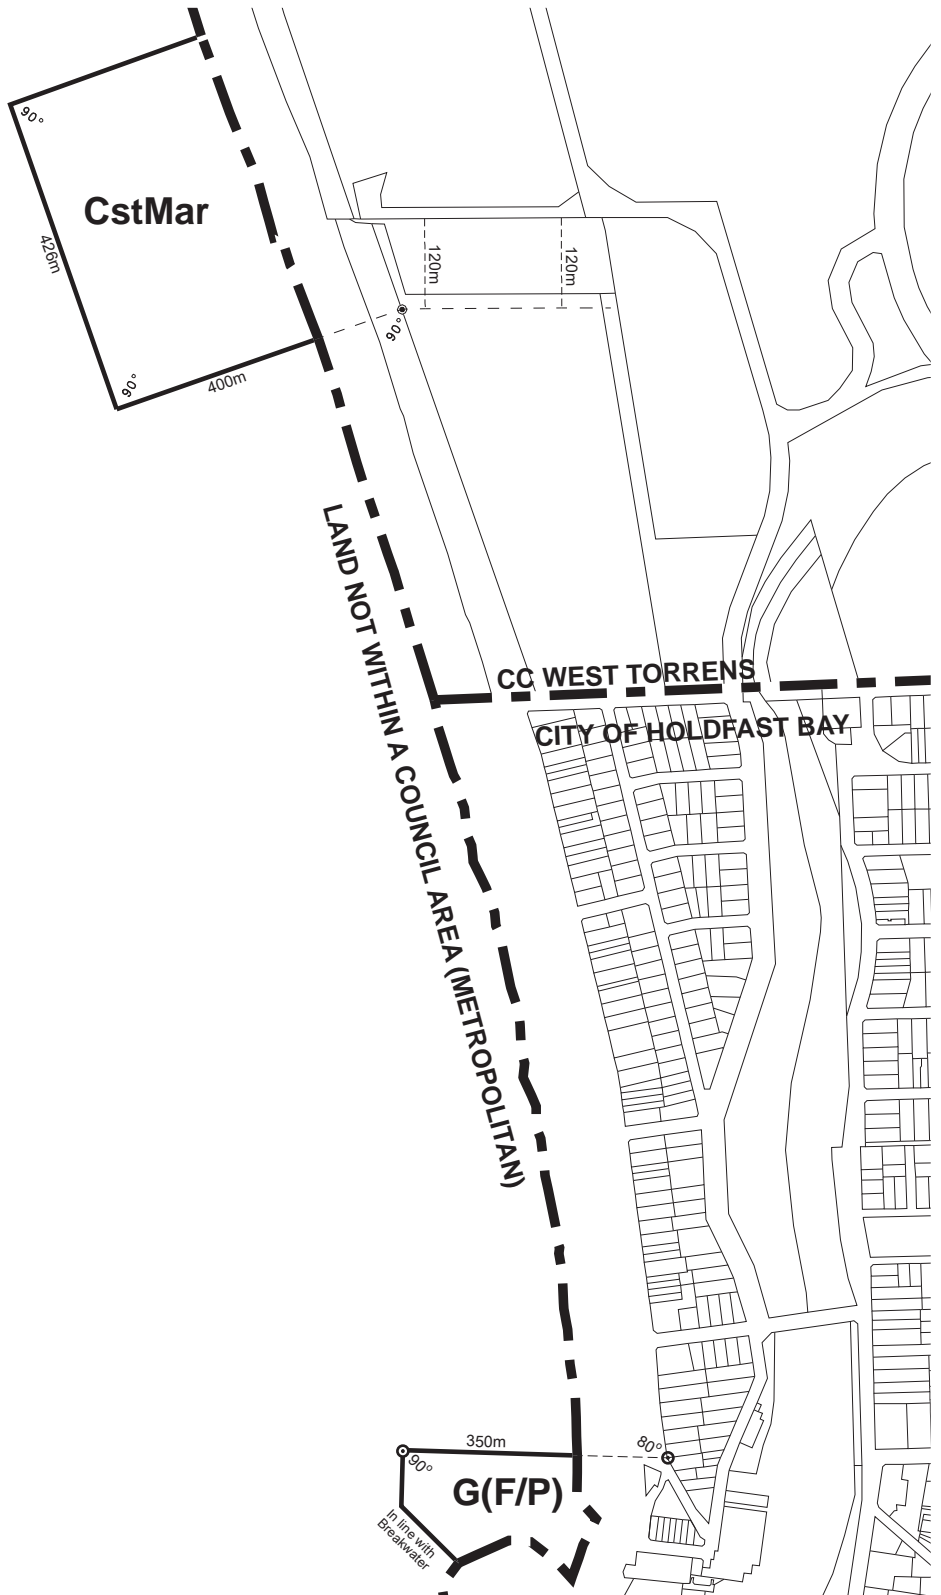 90°
CstMar
426m
120m
120m
90°
90°
400m
LAND NOT WITHIN A COUNCIL AREA (METROPOLITAN)
CC WEST TORRENS
CITY OF HOLDFAST BAY
350m
80°
90°
G(F/P)
In line with
Breakwater